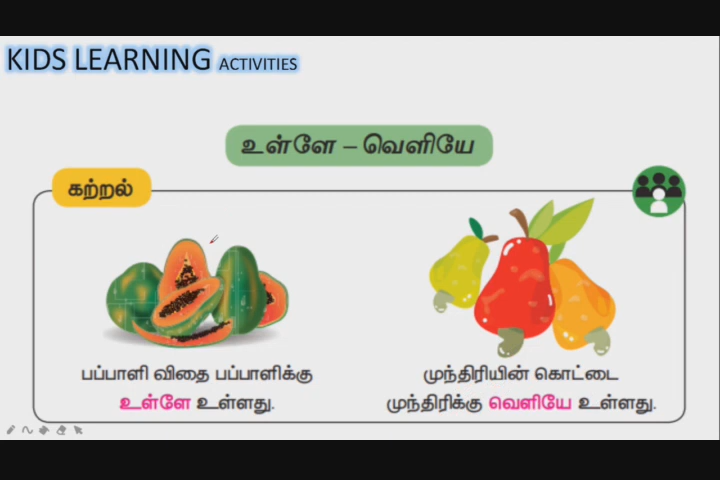 KIDS LEARNING ACTIVITIES
உள்ளே – வெளியே
கற்றல்
பப்பாளி விதை பப்பாளிக்கு
உள்ளே உள்ளது.
முந்திரியின் கொட்டை
முந்திரிக்கு வெளியே உள்ளது.